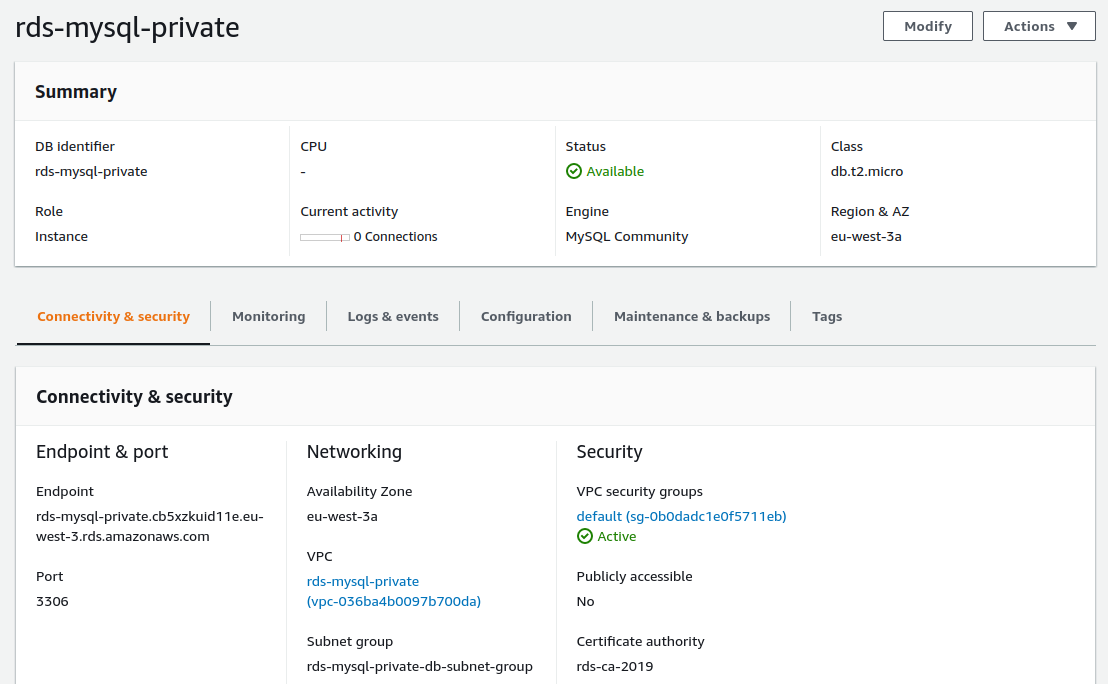 rds-mysql-private
Modify
Actions
Summary
DB identifier
rds-mysql-private
CPU
-
Status
Available
Class
db.t2.micro
Role
Instance
Current activity
0 Connections
Engine
MySQL Community
Region & AZ
eu-west-3a
Connectivity & security
Monitoring
Logs & events
Configuration
Maintenance & backups
Tags
Connectivity & security
Endpoint & port
Endpoint
rds-mysql-private.cb5xzkuid11e.eu-
west-3.rds.amazonaws.com
Port
3306
Networking
Availability Zone
eu-west-3a
VPC
rds-mysql-private
(vpc-036ba4b0097b700da)
Subnet group
rds-mysql-private-db-subnet-group
Security
VPC security groups
default (sg-0b0dadc1e0f5711eb)
Active
Publicly accessible
No
Certificate authority
rds-ca-2019